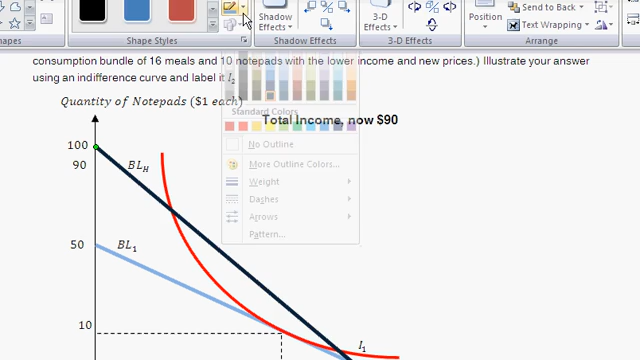 Shapes
Shape Styles
Shadow
Effects
Shadow Effects
3-D
Effects
3-D Effects
Position
Send to Back
Text Wrapping
Arrange
consumption bundle of 16 meals and 10 notepads with the lower income and new prices.) Illustrate your answer
using an indifference curve and label it I2
Quantity of Notepads ($1 each)
Standard Colors
Total Income, now $90
No Outline
More Outline Colors...
Weight
Dashes
Arrows
Pattern...
100
90
BLH
50
BL1
10
I1